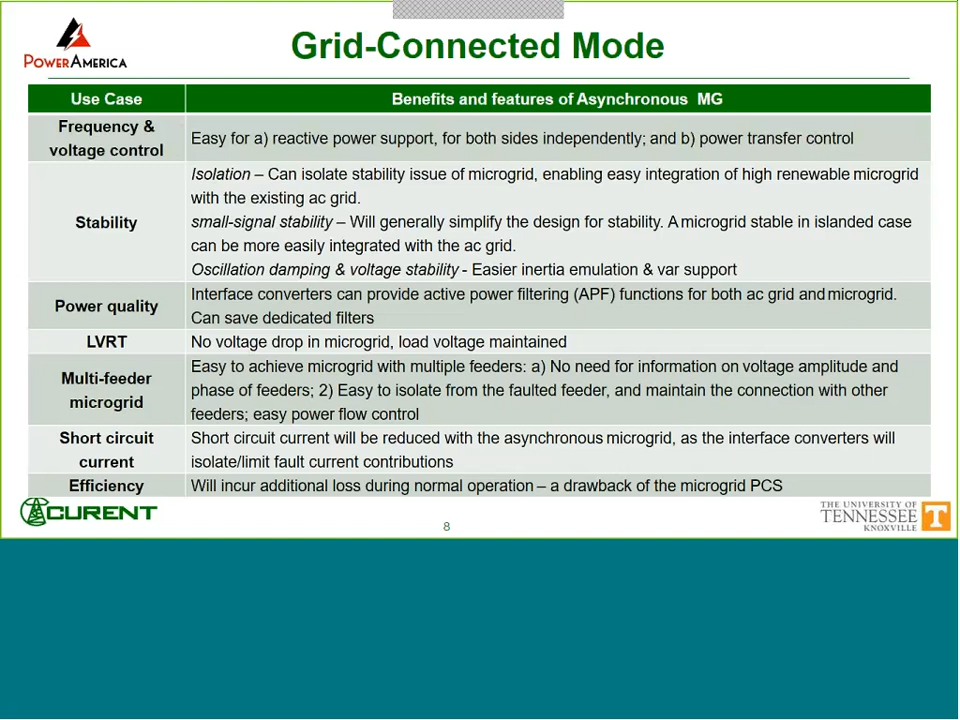 POWERAMERICA
Grid-Connected Mode
Use Case
Benefits and features of Asynchronous MG
Frequency &
voltage control
Easy for a) reactive power support, for both sides independently; and b) power transfer control
Stability
Isolation – Can isolate stability issue of microgrid, enabling easy integration of high renewable microgrid
with the existing ac grid.
small-signal stability – Will generally simplify the design for stability. A microgrid stable in islanded case
can be more easily integrated with the ac grid.
Oscillation damping & voltage stability - Easier inertia emulation & var support
Power quality
Interface converters can provide active power filtering (APF) functions for both ac grid and microgrid.
Can save dedicated filters
LVRT
No voltage drop in microgrid, load voltage maintained
Multi-feeder
microgrid
Easy to achieve microgrid with multiple feeders: a) No need for information on voltage amplitude and
phase of feeders; 2) Easy to isolate from the faulted feeder, and maintain the connection with other
feeders; easy power flow control
Short circuit
current
Short circuit current will be reduced with the asynchronous microgrid, as the interface converters will
isolate/limit fault current contributions
Efficiency
Will incur additional loss during normal operation – a drawback of the microgrid PCS
CURENT
8
THE UNIVERSITY OF
TENNESSEE
KNOXVILLE
T